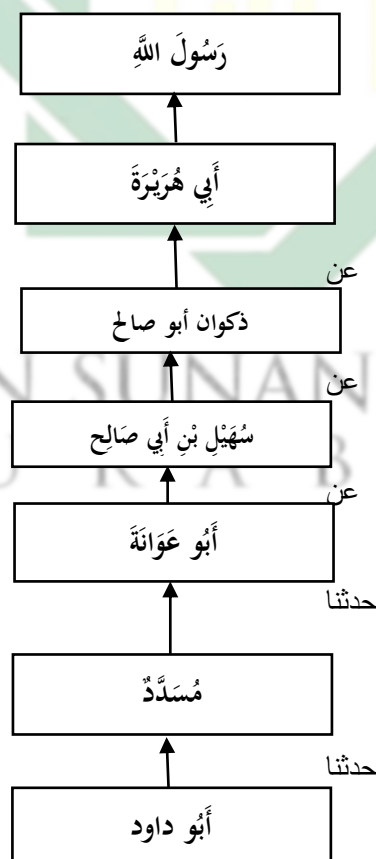 رَسُولَ اللَّهِ
أَبِي هُرَيْرَةَ
عن
ذكوان أبو صالح
عن
سُهَيْلِ بْنِ أَبِي صَالِح
عن
أَبُو عَوَانَةَ
حدثنا
مُسَدَّدٌ
حدثنا
أَبُو داود